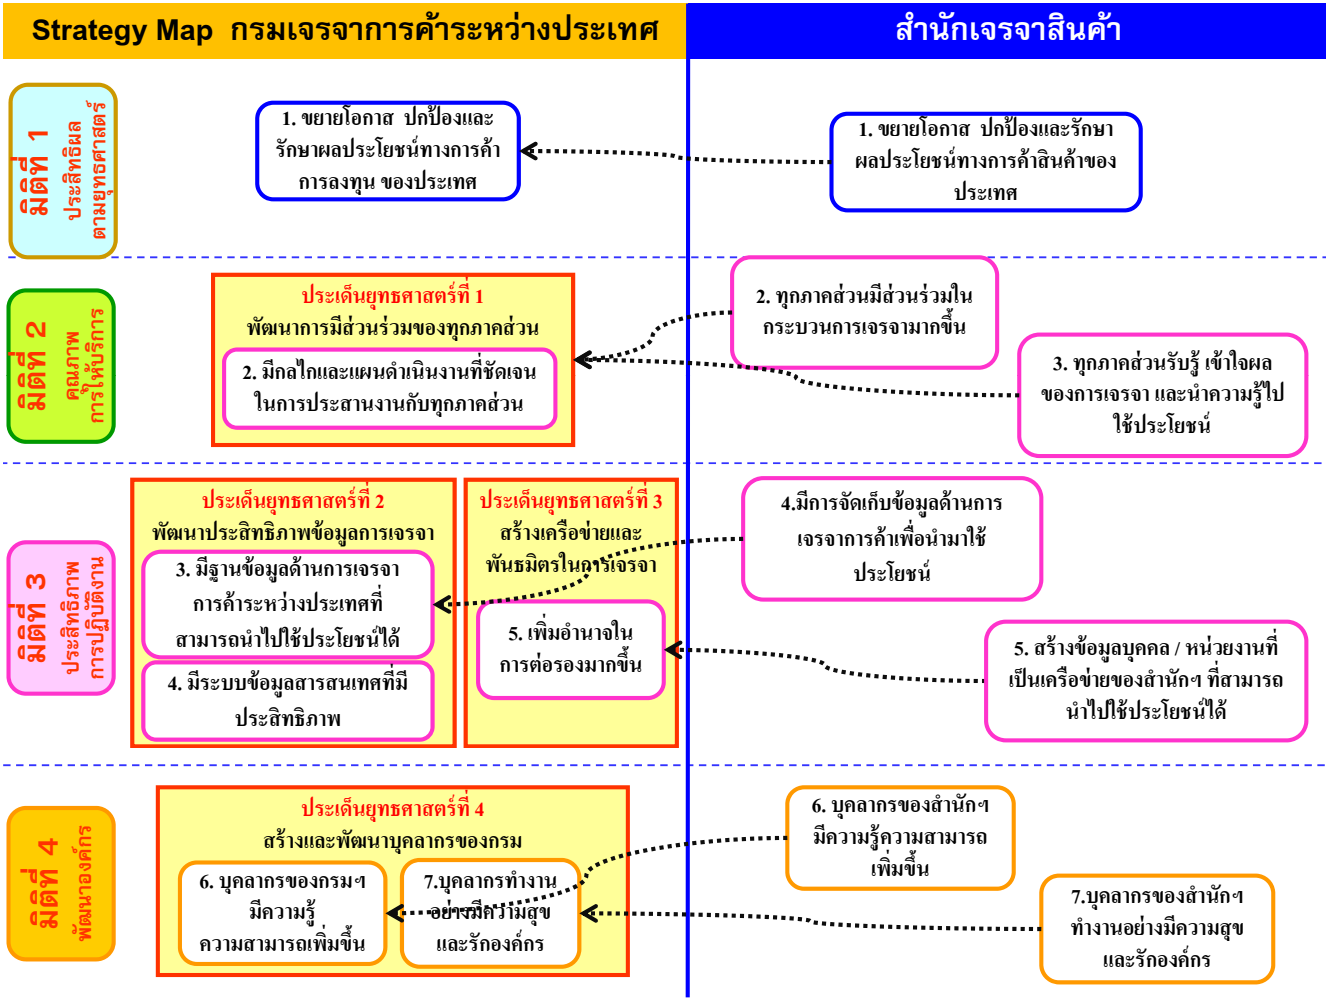 Strategy Map กรมเจรจาการค้าระหว่างประเทศ
สำนักเจรจาสินค้า
มิติที่ 1
ประสิทธิผล
ตามยุทธศาสตร์
1. ขยายโอกาส ปกป้องและ
รักษาผลประโยชน์ทางการค้า
การลงทุน ของประเทศ
1. ขยายโอกาส ปกป้องและรักษา
ผลประโยชน์ทางการค้าสินค้าของ
ประเทศ
มิติที่ 2
คุณภาพ
การให้บริการ
ประเด็นยุทธศาสตร์ที่ 1
พัฒนาการมีส่วนร่วมของทุกภาคส่วน
2. มีกลไกและแผนดำเนินงานที่ชัดเจน
ในการประสานงานกับทุกภาคส่วน
2. ทุกภาคส่วนมีส่วนร่วมใน
กระบวนการเจรจามากขึ้น
3. ทุกภาคส่วนรับรู้ เข้าใจผล
ของการเจรจา และนำความรู้ไป
ใช้ประโยชน์
มิติที่ 3
ประสิทธิภาพ
การปฏิบัติงาน
ประเด็นยุทธศาสตร์ที่ 2
พัฒนาประสิทธิภาพข้อมูลการเจรจา
3. มีฐานข้อมูลด้านการเจรจา
การค้าระหว่างประเทศที่
สามารถนำไปใช้ประโยชน์ได้
4. มีระบบข้อมูลสารสนเทศที่มี
ประสิทธิภาพ
ประเด็นยุทธศาสตร์ที่ 3
สร้างเครือข่ายและ
พันธมิตรในการเจรจา
5. เพิ่มอำนาจใน
การต่อรองมากขึ้น
4.มีการจัดเก็บข้อมูลด้านการ
เจรจาการค้าเพื่อนำมาใช้
ประโยชน์
5. สร้างข้อมูลบุคคล / หน่วยงานที่
เป็นเครือข่ายของสำนักฯ ที่สามารถ
นำไปใช้ประโยชน์ได้
มิติที่ 4
พัฒนาองค์กร
ประเด็นยุทธศาสตร์ที่ 4
สร้างและพัฒนาบุคลากรของกรม
6. บุคลากรของกรมฯ
มีความรู้
ความสามารถเพิ่มขึ้น
7.บุคลากรทำงาน
อย่างมีความสุข
และรักองค์กร
6. บุคลากรของสำนักฯ
มีความรู้ความสามารถ
เพิ่มขึ้น
7.บุคลากรของสำนักฯ
ทำงานอย่างมีความสุข
และรักองค์กร